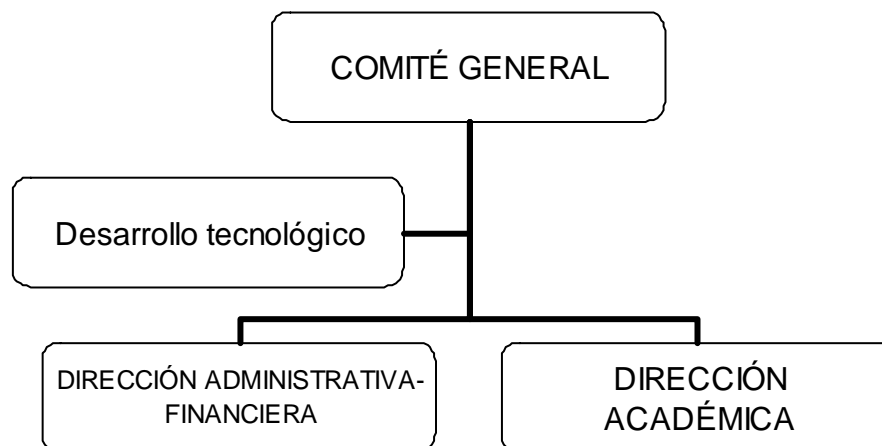 COMITÉ GENERAL
Desarrollo tecnológico
DIRECCIÓN ADMINISTRATIVA-
FINANCIERA
DIRECCIÓN
ACADÉMICA